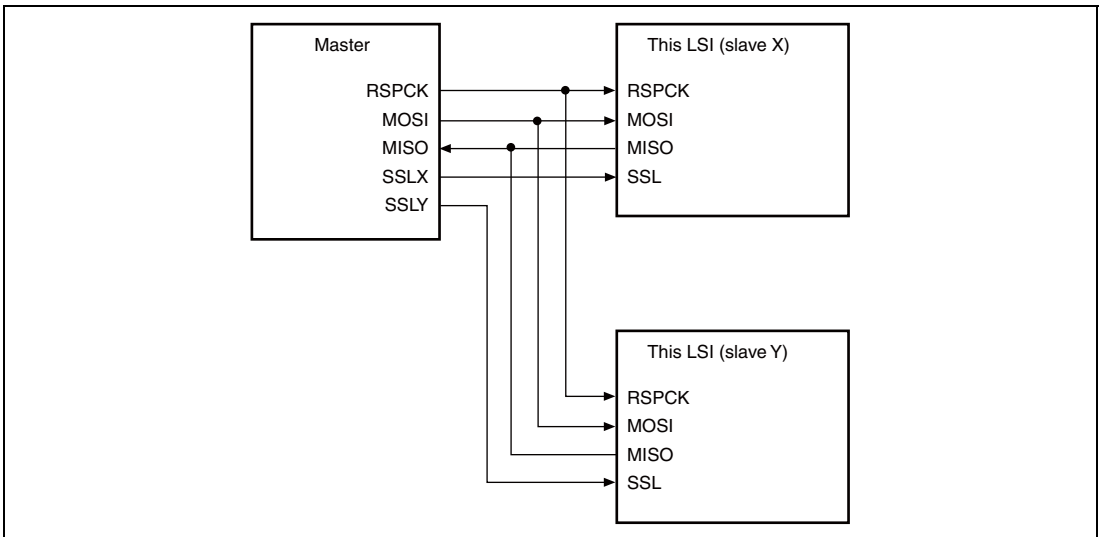 Master
RSPCK
MOSI
MISO
SSLX
SSLY
This LSI (slave X)
RSPCK
MOSI
MISO
SSL
This LSI (slave Y)
RSPCK
MOSI
MISO
SSL